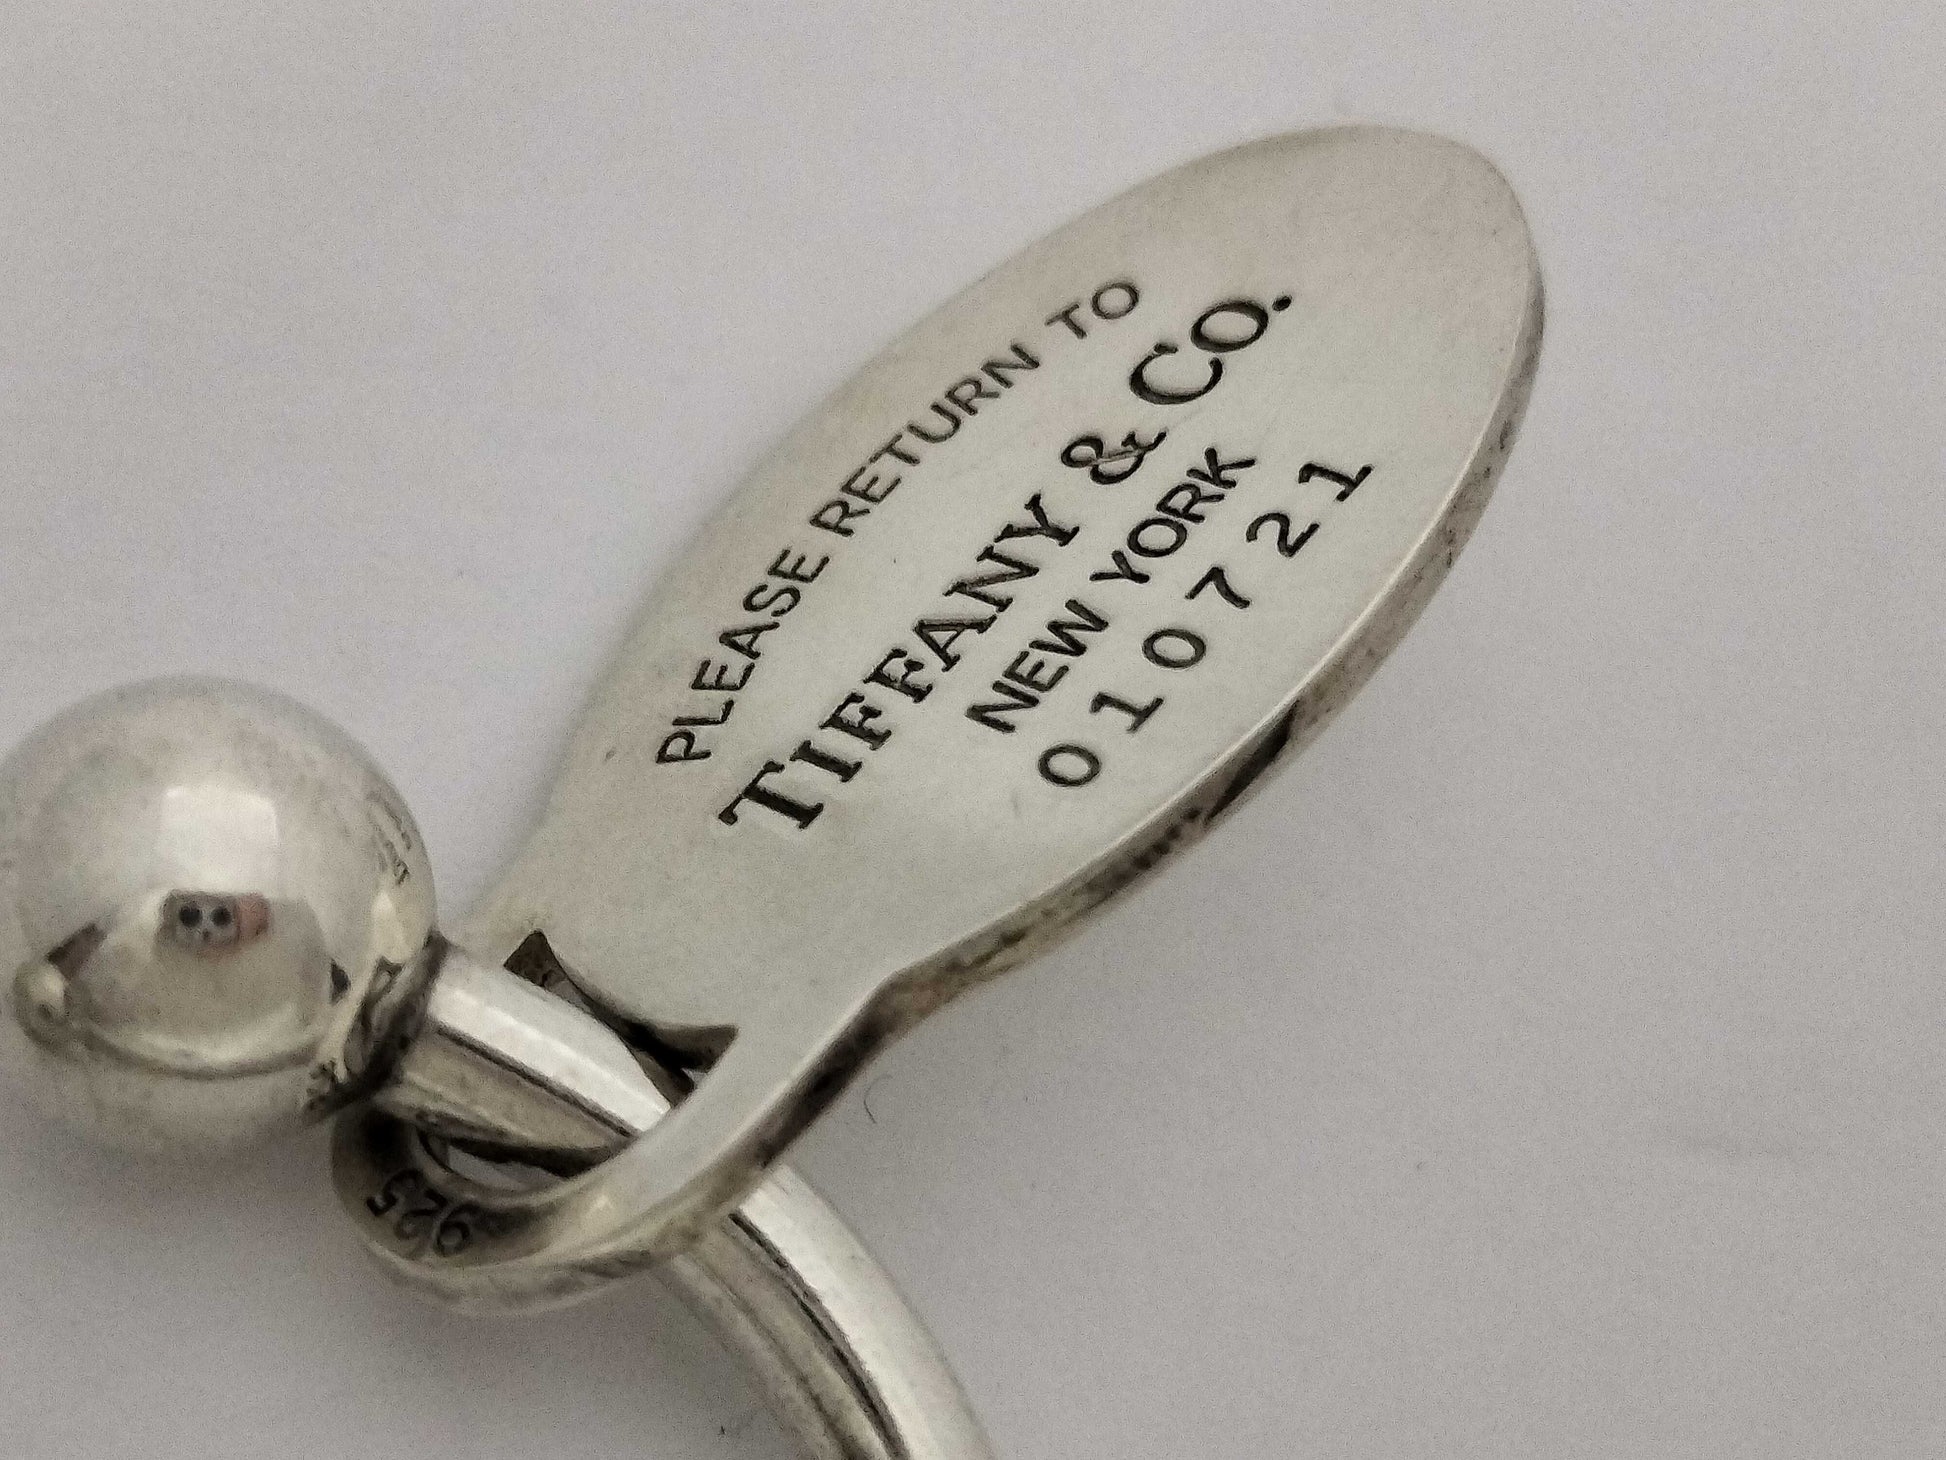 PLEASE RETURN TO
TIFFANY & CO.
NEW YORK
010721
925